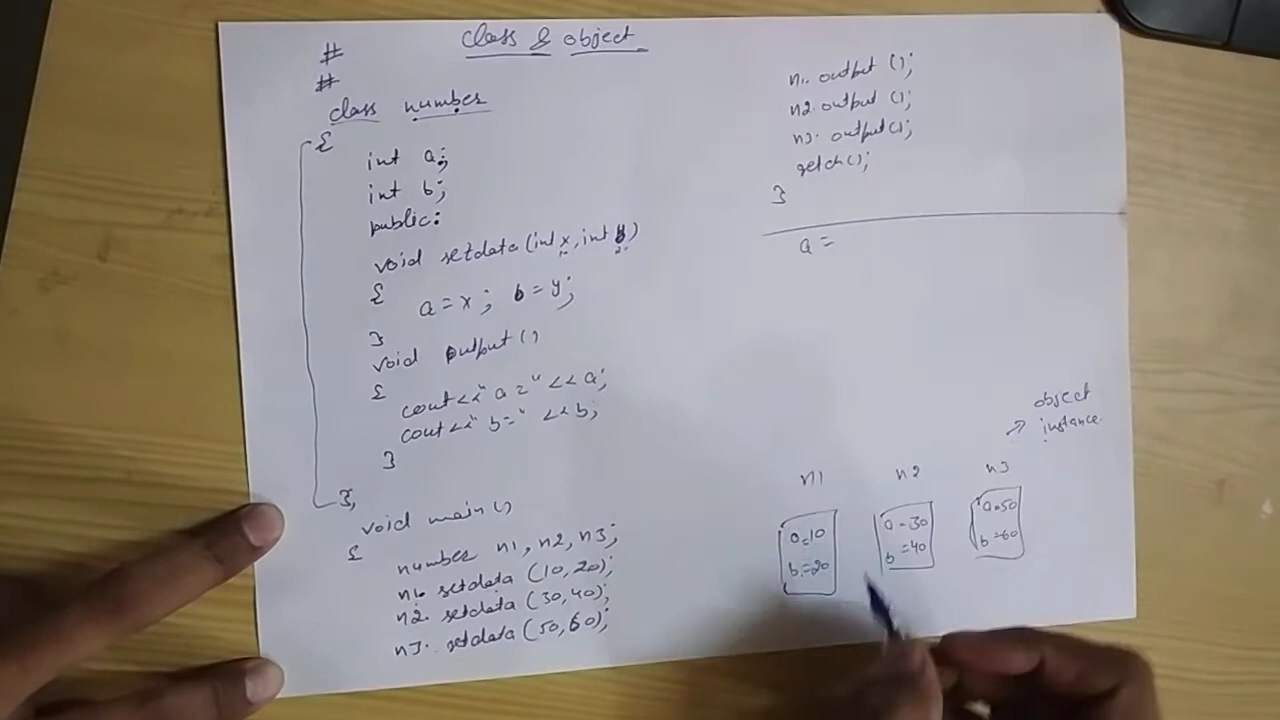 class & object
#
#
class number
{
int a;
int b;
public:
void setdata (int x, int y)
{ a = x ; b = y;
}
void output ()
{
cout<<"a="<<a;
cout<<"b="<<b;
}
};
void main()
{
number n1, n2, n3;
n1. setdata (10, 20);
n2. setdata (30, 40);
n3. setdata (50, 60);
n1. output ();
n2. output ();
n3. output();
getch();
}
a =
object
instance
n1
a=10
b=20
n2
a=30
b=40
n3
a=50
b=60